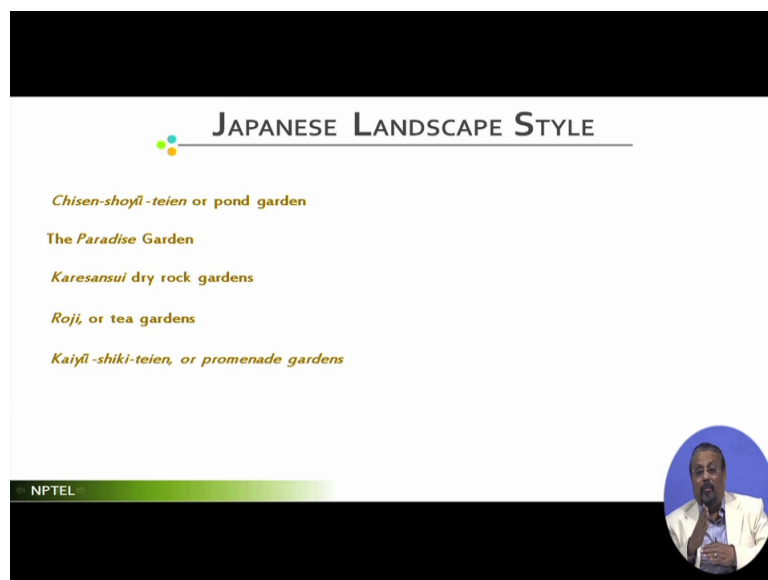 JAPANESE LANDSCAPE STYLE
Chisen-shoyū-teien or pond garden
The Paradise Garden
Karesansui dry rock gardens
Roji, or tea gardens
Kaiyū-shiki-teien, or promenade gardens
NPTEL